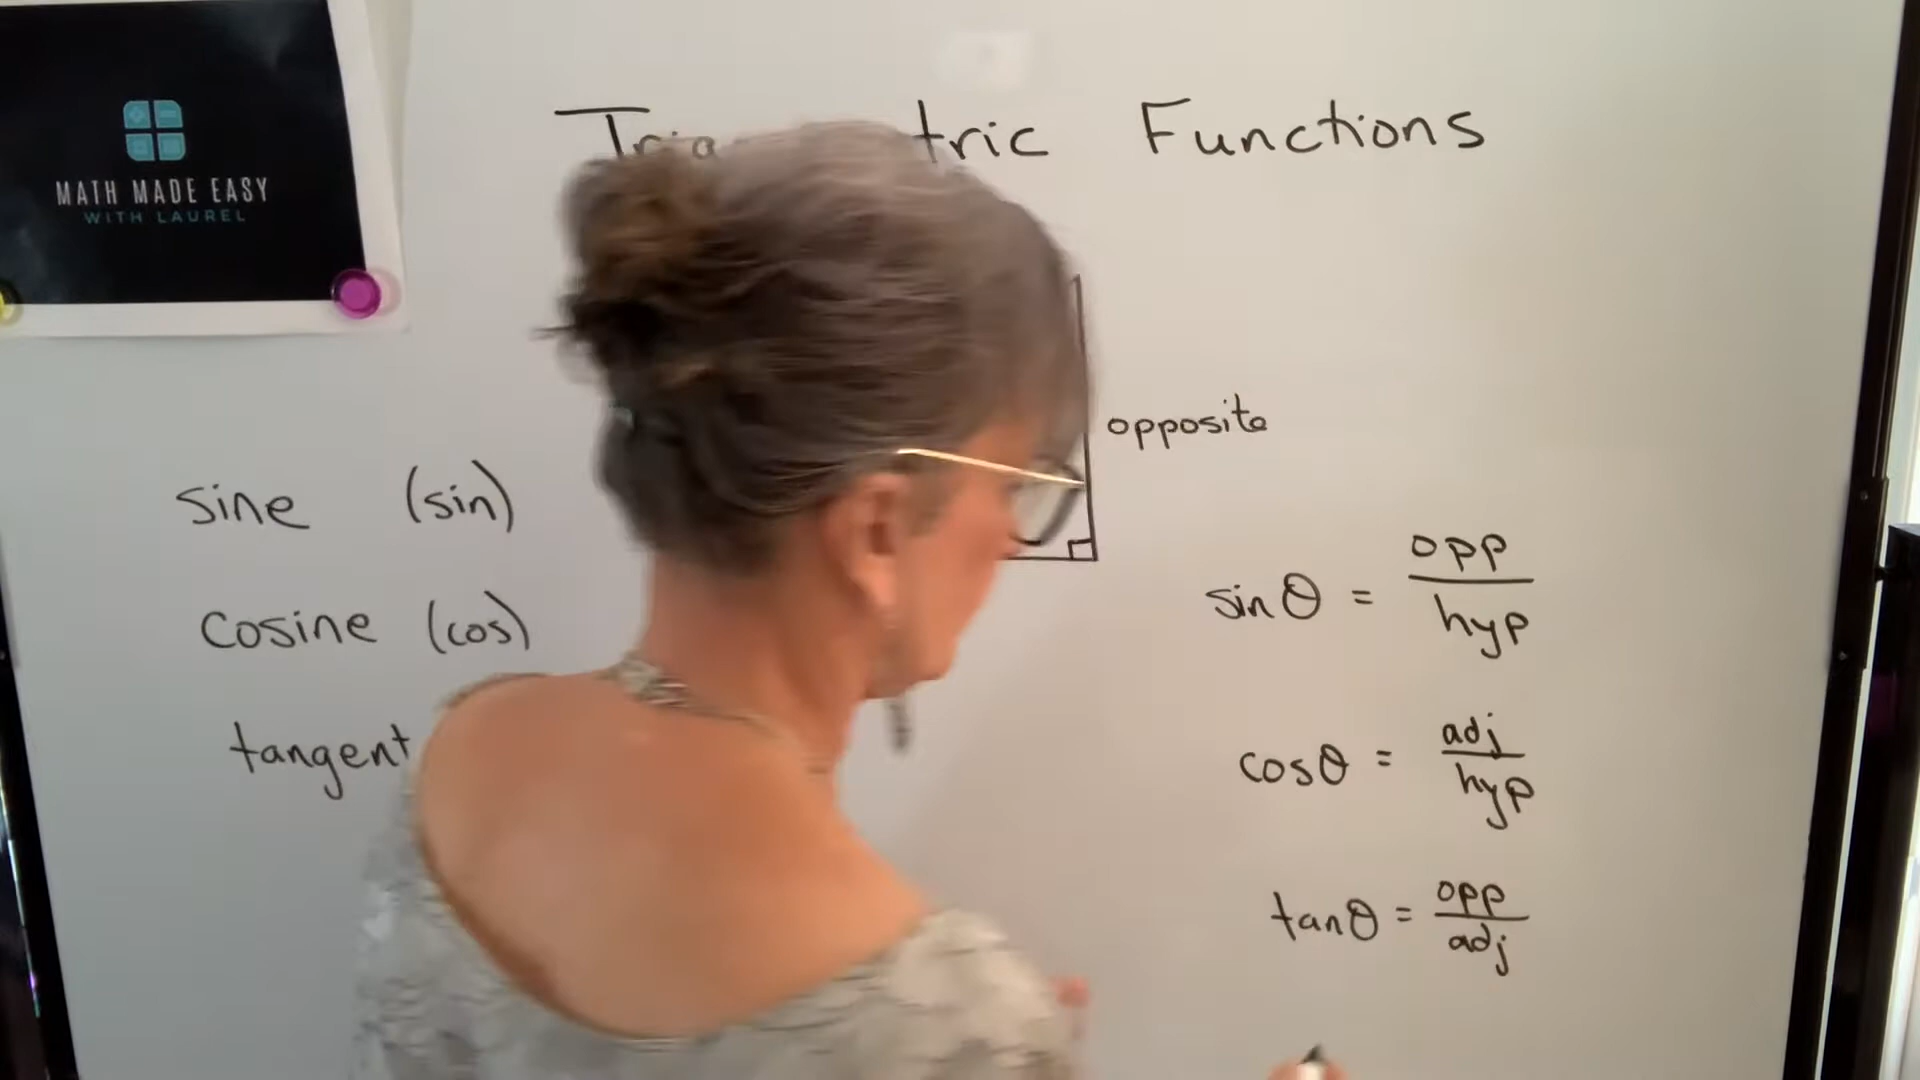 MATH MADE EASY
WITH LAUREL
Functions
opposite
sine (sin)
cosine (cos)
tangent
sinθ = opp/hyp
cosθ = adj/hyp
tanθ = opp/adj